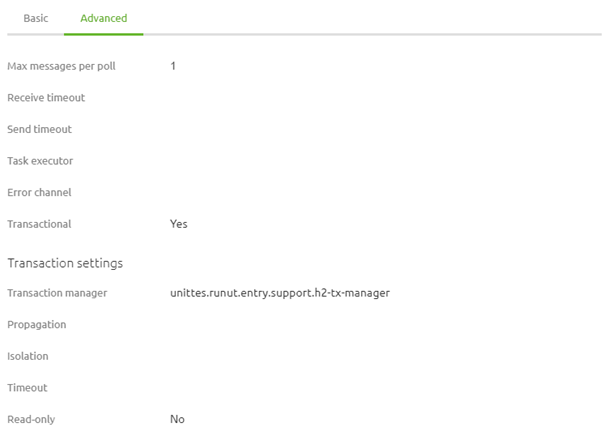 Basic Advanced
Max messages per poll 1
Receive timeout
Send timeout
Task executor
Error channel
Transactional Yes
Transaction settings
Transaction manager unittes.runut.entry.support.h2-tx-manager
Propagation
Isolation
Timeout
Read-only No